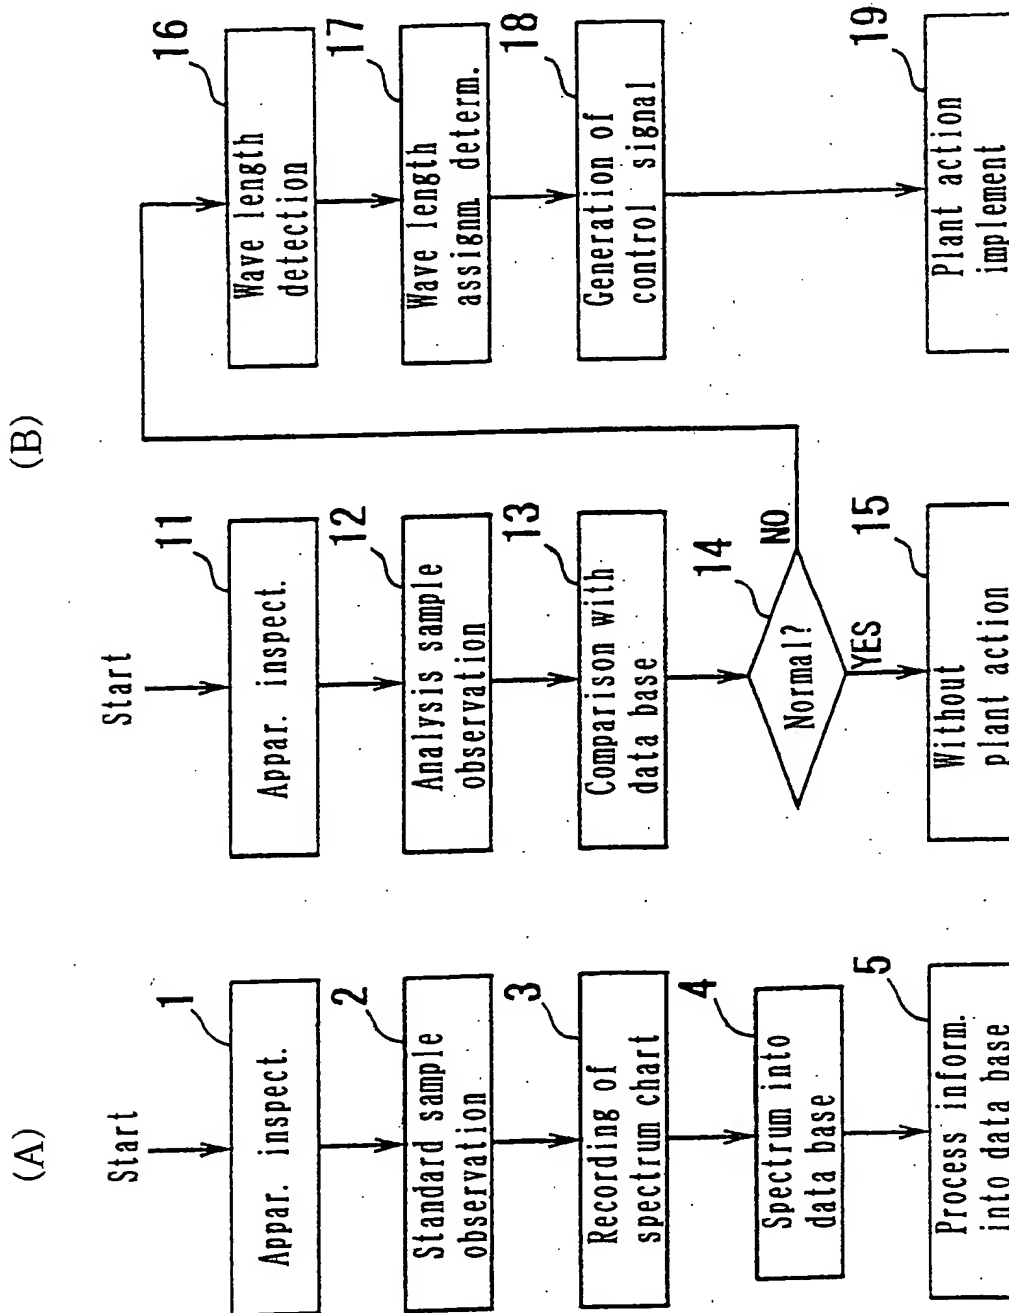 (A)
Start
1
Appar. inspect.
2
Standard sample
observation
3
Recording of
spectrum chart
4
Spectrum into
data base
5
Process inform.
into data base
(B)
Start
11
Appar. inspect.
12
Analysis sample
observation
13
Comparison with
data base
14
Normal?
NO
YES
15
Without
plant action
16
Wave length
detection
17
Wave length
assignm. determ.
18
Generation of
control signal
19
Plant action
implement